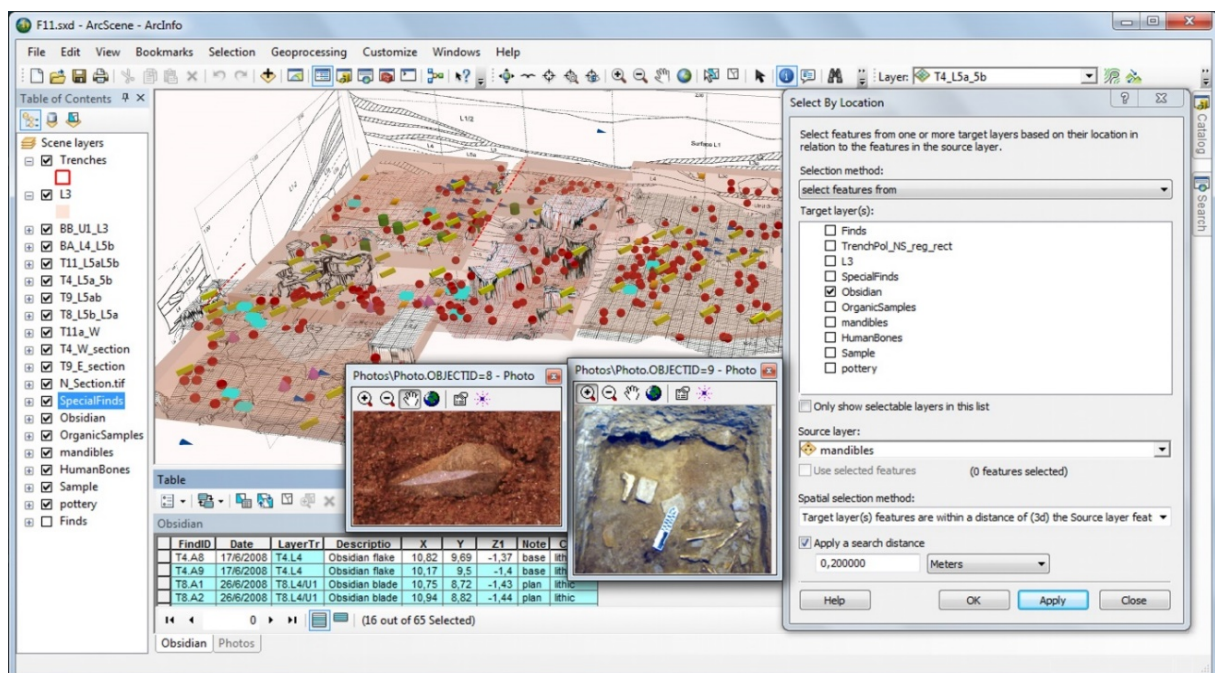 F11.sxd - ArcScene - ArcInfo
File Edit View Bookmarks Selection Geoprocessing Customize Windows Help
Layer: T4_L5a_5b
Table of Contents
Scene layers
Trenches
L3
BB_U1_L3
BA_L4_L5b
T11_L5aL5b
T4_L5a_5b
T9_L5ab
T8_L5b_L5a
T11a_W
T4_W_section
T9_E_section
N_Section.tif
SpecialFinds
Obsidian
OrganicSamples
mandibles
HumanBones
Sample
pottery
Finds
L1/2
Surface L1
Photos\Photo.OBJECTID=8 - Photo
Photos\Photo.OBJECTID=9 - Photo
Table
Obsidian
FindID Date LayerTr Descriptio X Y Z1 Note C
T4.A8 17/6/2008 T4.L4 Obsidian flake 10,82 9,69 -1,37 base lith
T4.A9 17/6/2008 T4.L4 Obsidian flake 10,17 9,5 -1,4 base lithic
T8.A1 26/6/2008 T8.L4/U1 Obsidian blade 10,75 8,72 -1,43 plan lithic
T8.A2 26/6/2008 T8.L4/U1 Obsidian blade 10,94 8,82 -1,44 plan lithic
0 (16 out of 65 Selected)
Obsidian Photos
Select By Location
Select features from one or more target layers based on their location in
relation to the features in the source layer.
Selection method:
select features from
Target layer(s):
Finds
TrenchPol_NS_reg_rect
L3
SpecialFinds
Obsidian
OrganicSamples
mandibles
HumanBones
Sample
pottery
Only show selectable layers in this list
Source layer:
mandibles
Use selected features (0 features selected)
Spatial selection method:
Target layer(s) features are within a distance of (3d) the Source layer feat
Apply a search distance
0,200000 Meters
Help OK Apply Close
Catalog
Search